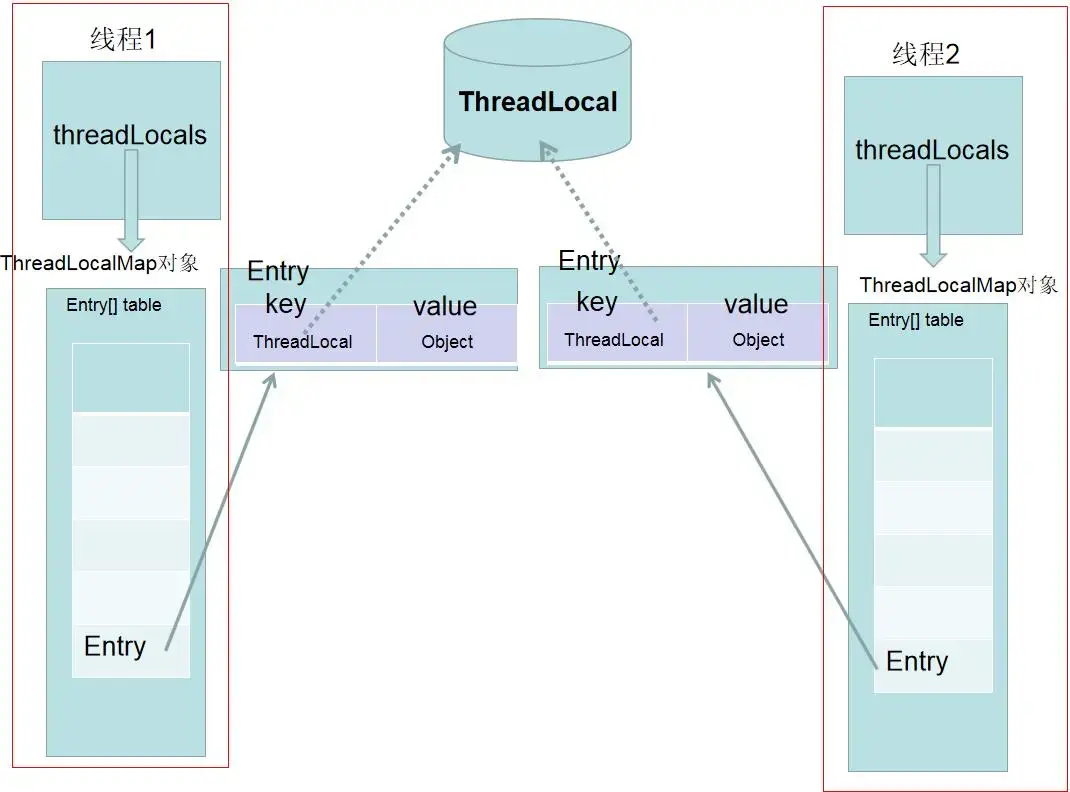 线程1
threadLocals
ThreadLocalMap对象
Entry[] table
Entry
ThreadLocal
Entry
key
value
ThreadLocal
Object
Entry
key
value
ThreadLocal
Object
线程2
threadLocals
ThreadLocalMap对象
Entry[] table
Entry